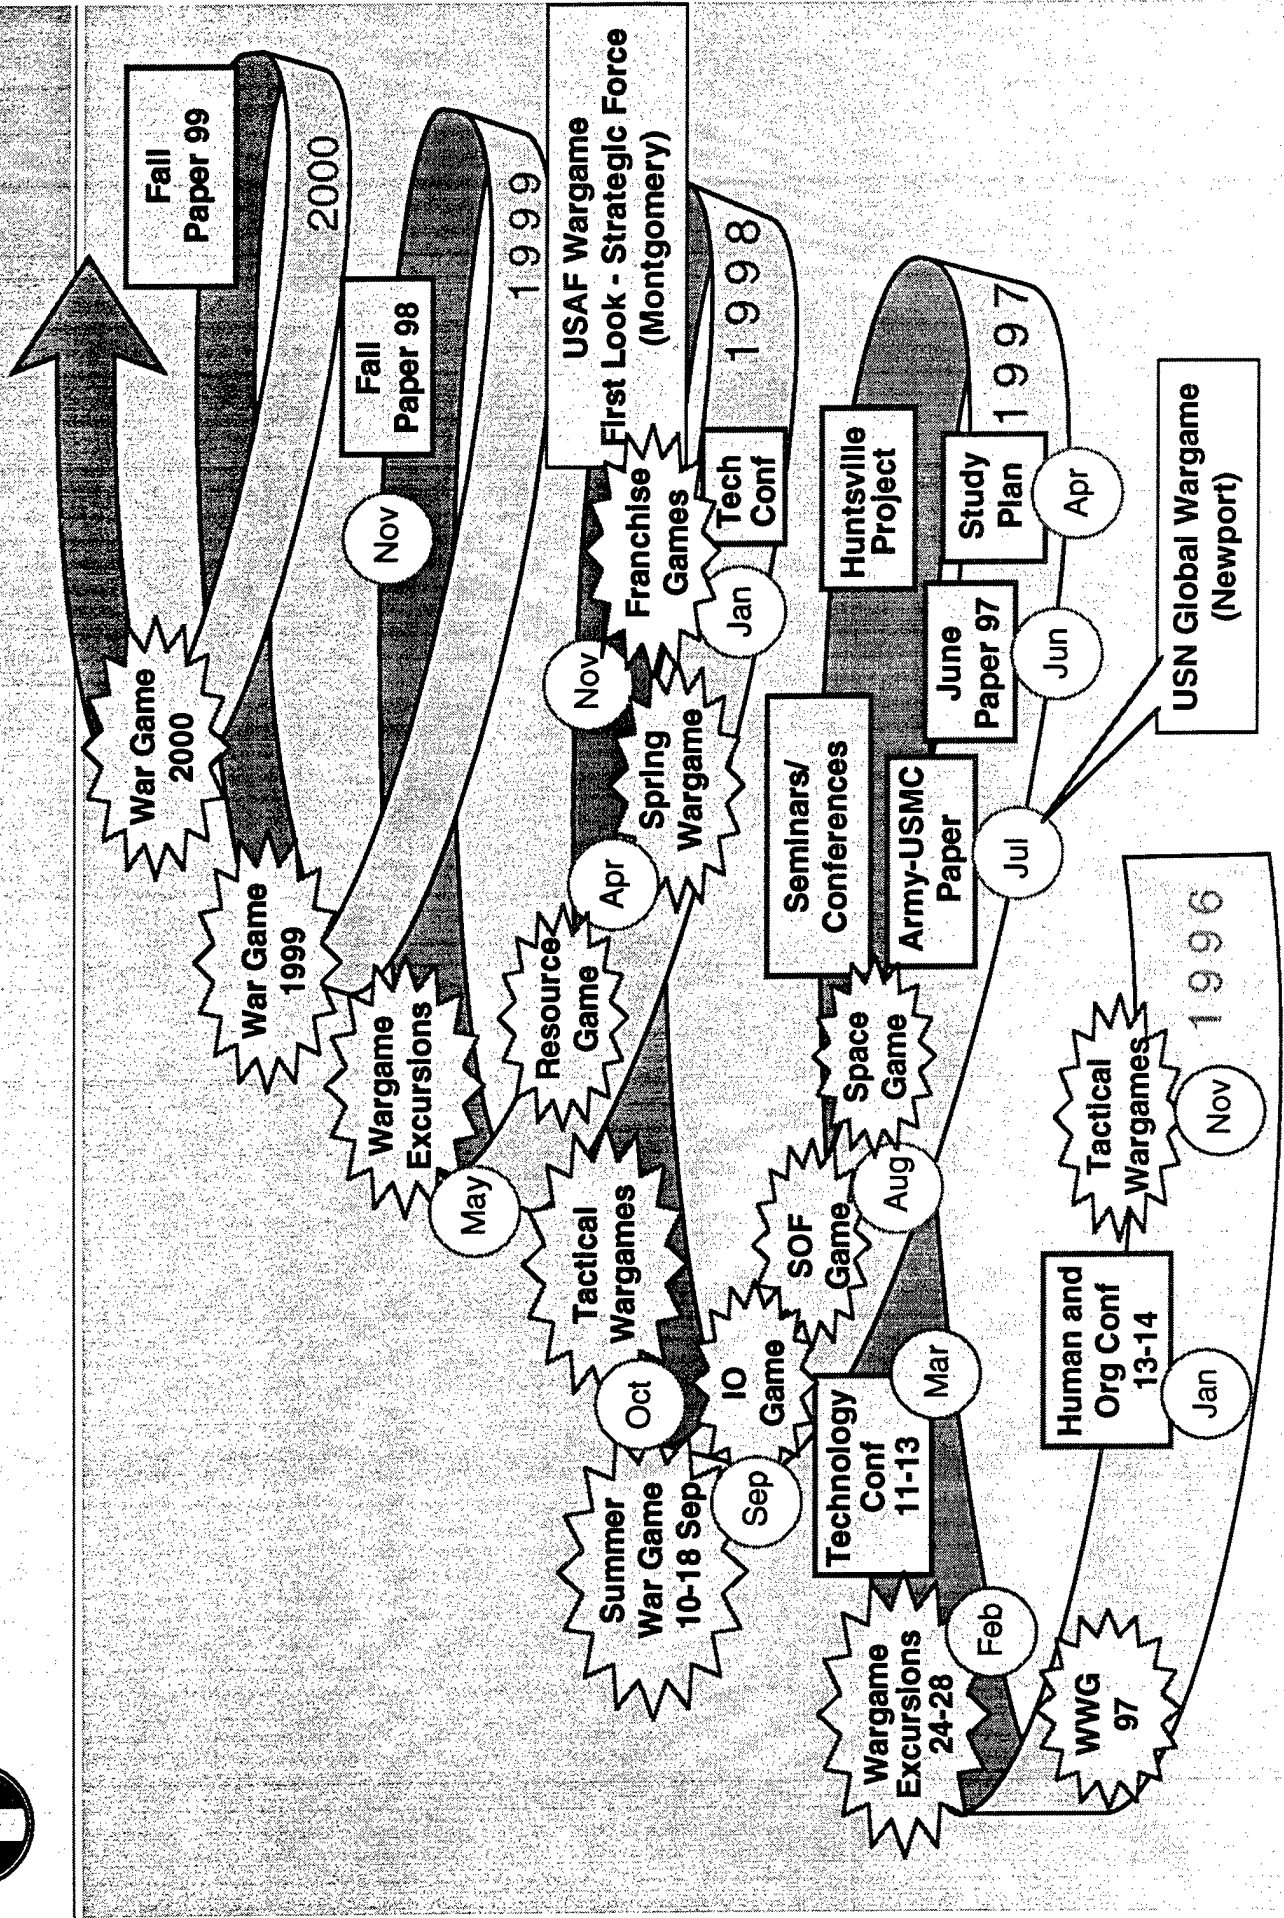 Fall
Paper 99
2000
War Game
2000
Fall
Paper 98
Nov
1999
War Game
1999
Wargame
Excursions
May
USAF Wargame
First Look - Strategic Force
(Montgomery)
Franchise
Games
Nov
Spring
Wargame
Apr
Resource
Game
Tactical
Wargames
Oct
Summer
War Game
10-18 Sep
1998
Tech
Conf
Jan
IO
Game
Sep
SOF
Game
Aug
Space
Game
Seminars/
Conferences
Army-USMC
Paper
Jul
USN Global Wargame
(Newport)
June
Paper 97
Jun
Huntsville
Project
Study
Plan
Apr
1997
Technology
Conf
11-13
Mar
Wargame
Excursions
24-28
Feb
WWG
97
Human and
Org Conf
13-14
Jan
Tactical
Wargames
Nov
1996